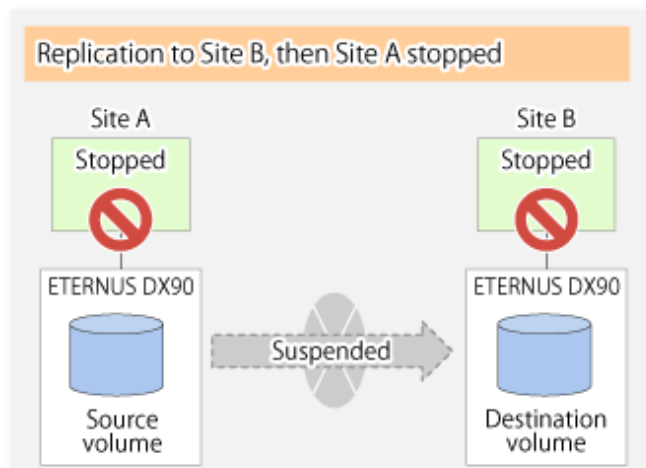 Replication to Site B, then Site A stopped
Site A
Site B
Stopped
Stopped
ETERNUS DX90
ETERNUS DX90
Suspended
Source
volume
Destination
volume